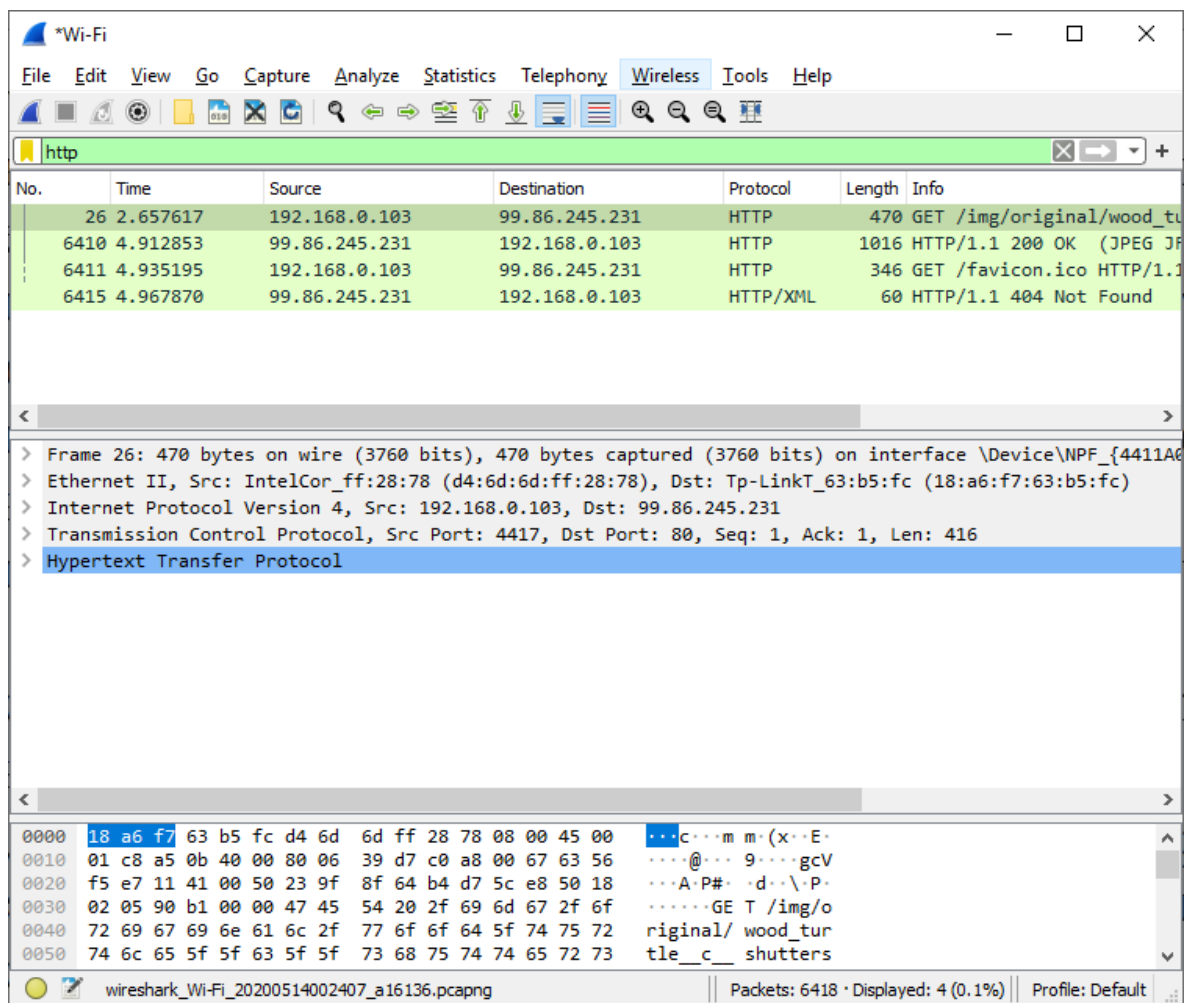 *Wi-Fi
File Edit View Go Capture Analyze Statistics Telephony Wireless Tools Help
http
No. Time Source Destination Protocol Length Info
26 2.657617 192.168.0.103 99.86.245.231 HTTP 470 GET /img/original/wood_tu
6410 4.912853 99.86.245.231 192.168.0.103 HTTP 1016 HTTP/1.1 200 OK (JPEG JF
6411 4.935195 192.168.0.103 99.86.245.231 HTTP 346 GET /favicon.ico HTTP/1.1
6415 4.967870 99.86.245.231 192.168.0.103 HTTP/XML 60 HTTP/1.1 404 Not Found
> Frame 26: 470 bytes on wire (3760 bits), 470 bytes captured (3760 bits) on interface \Device\NPF_{4411A0
> Ethernet II, Src: IntelCor_ff:28:78 (d4:6d:6d:ff:28:78), Dst: Tp-LinkT_63:b5:fc (18:a6:f7:63:b5:fc)
> Internet Protocol Version 4, Src: 192.168.0.103, Dst: 99.86.245.231
> Transmission Control Protocol, Src Port: 4417, Dst Port: 80, Seq: 1, Ack: 1, Len: 416
> Hypertext Transfer Protocol
0000 18 a6 f7 63 b5 fc d4 6d 6d ff 28 78 08 00 45 00 ···c···m m·(x··E·
0010 01 c8 a5 0b 40 00 80 06 39 d7 c0 a8 00 67 63 56 ····@··· 9····gcV
0020 f5 e7 11 41 00 50 23 9f 8f 64 b4 d7 5c e8 50 18 ···A·P#· ·d··\·P·
0030 02 05 90 b1 00 00 47 45 54 20 2f 69 6d 67 2f 6f ······GE T /img/o
0040 72 69 67 69 6e 61 6c 2f 77 6f 6f 64 5f 74 75 72 riginal/ wood_tur
0050 74 6c 65 5f 5f 63 5f 5f 73 68 75 74 74 65 72 73 tle__c__ shutters
wireshark_Wi-Fi_20200514002407_a16136.pcapng Packets: 6418 · Displayed: 4 (0.1%) Profile: Default